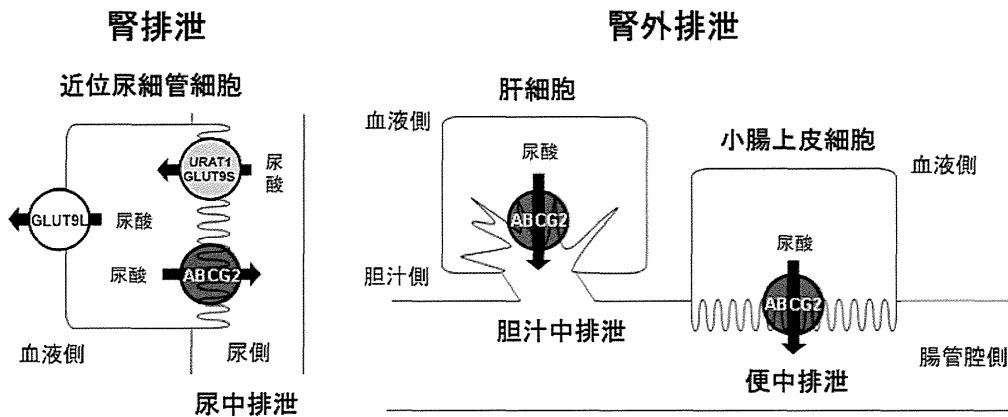 腎排泄
近位尿細管細胞
URAT1
GLUT9S
尿酸
GLUT9L
尿酸
尿酸
ABCG2
血液側
尿側
尿中排泄
腎外排泄
肝細胞
血液側
尿酸
ABCG2
胆汁側
胆汁中排泄
小腸上皮細胞
血液側
尿酸
ABCG2
腸管腔側
便中排泄